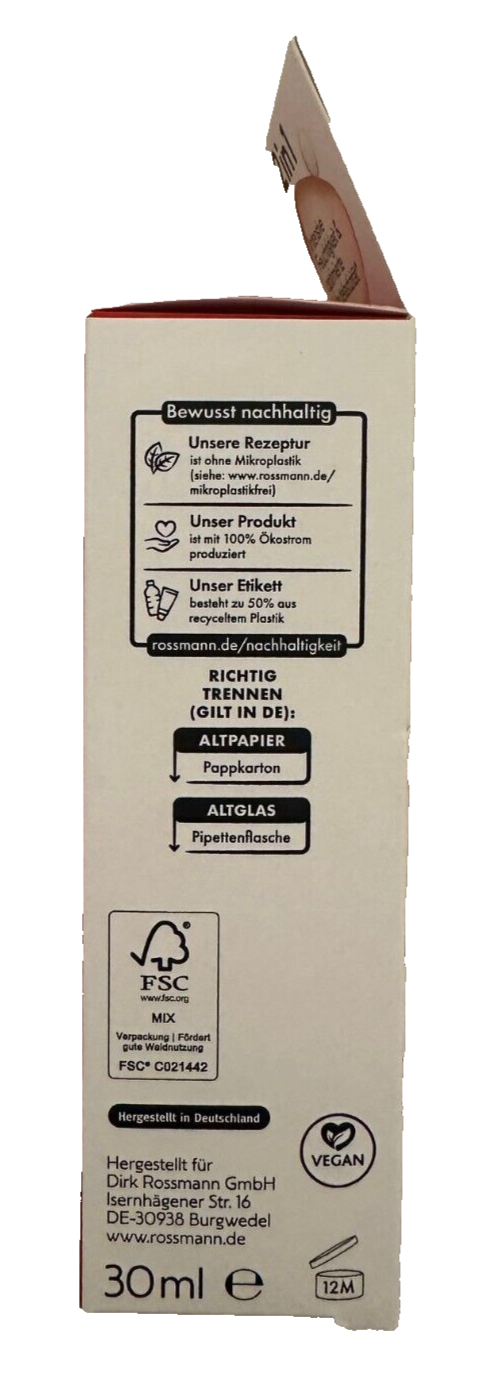 2in1
Bewusst nachhaltig
Unsere Rezeptur
ist ohne Mikroplastik
(siehe: www.rossmann.de/
mikroplastikfrei)
Unser Produkt
ist mit 100% Ökostrom
produziert
Unser Etikett
besteht zu 50% aus
recyceltem Plastik
rossmann.de/nachhaltigkeit
RICHTIG
TRENNEN
(GILT IN DE):
ALTPAPIER
Pappkarton
ALTGLAS
Pipettenflasche
®
FSC
www.fsc.org
MIX
Verpackung | Fördert
gute Waldnutzung
FSC® C021442
Hergestellt in Deutschland
VEGAN
Hergestellt für
Dirk Rossmann GmbH
Isernhägener Str. 16
DE-30938 Burgwedel
www.rossmann.de
30 ml ℮
12M